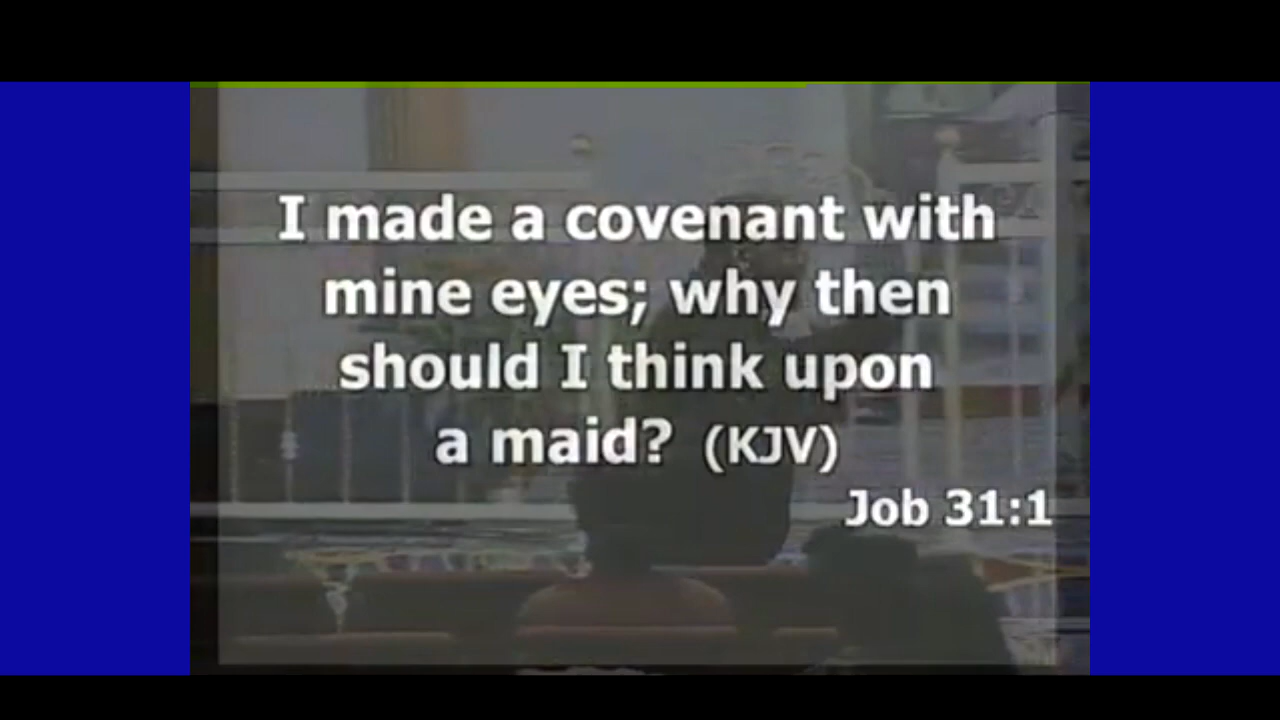 I made a covenant with
mine eyes; why then
should I think upon
a maid? (KJV)
Job 31:1